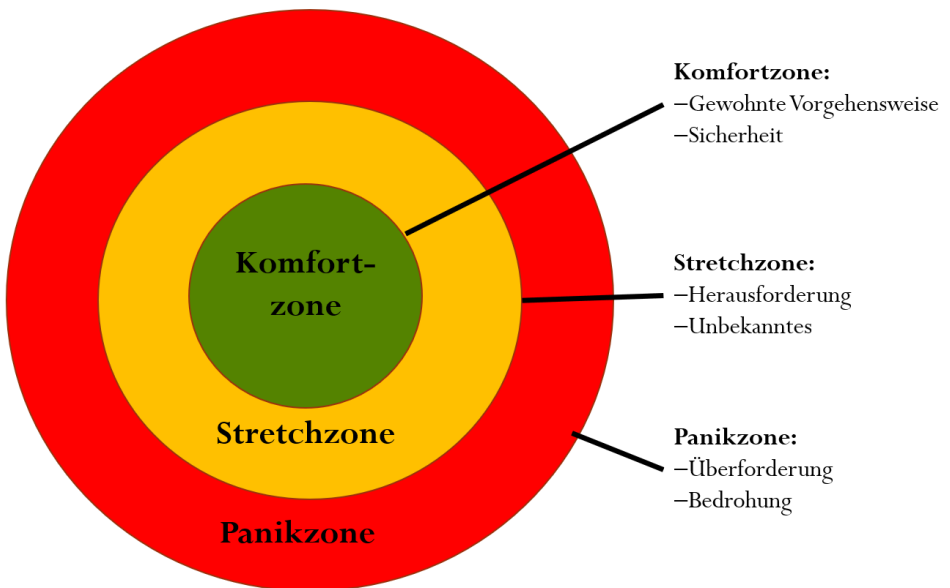 Komfort-
zone
Stretchzone
Panikzone
Komfortzone:
–Gewohnte Vorgehensweise
–Sicherheit
Stretchzone:
–Herausforderung
–Unbekanntes
Panikzone:
–Überforderung
–Bedrohung